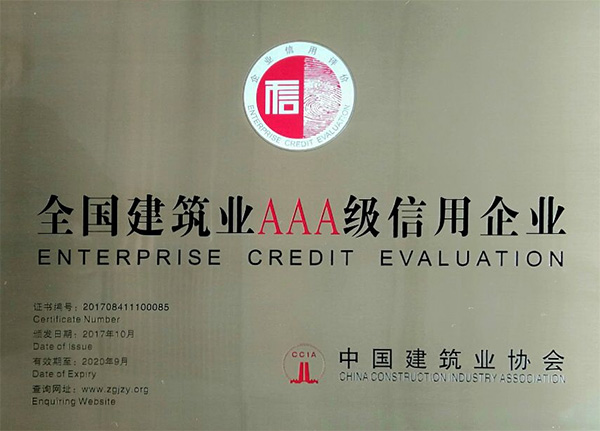 企业信用评价
信
ENTERPRISE CREDIT EVALUATION
全国建筑业AAA级信用企业
ENTERPRISE CREDIT EVALUATION
证书编号：201708411100085
Certificate Number
颁发日期：2017年10月
Date of Issue
有效期至：2020年9月
Date of Expiry
查询网址：www.zgjzy.org
Enquiring Website
CCIA
中国建筑业协会
CHINA CONSTRUCTION INDUSTRY ASSOCIATION